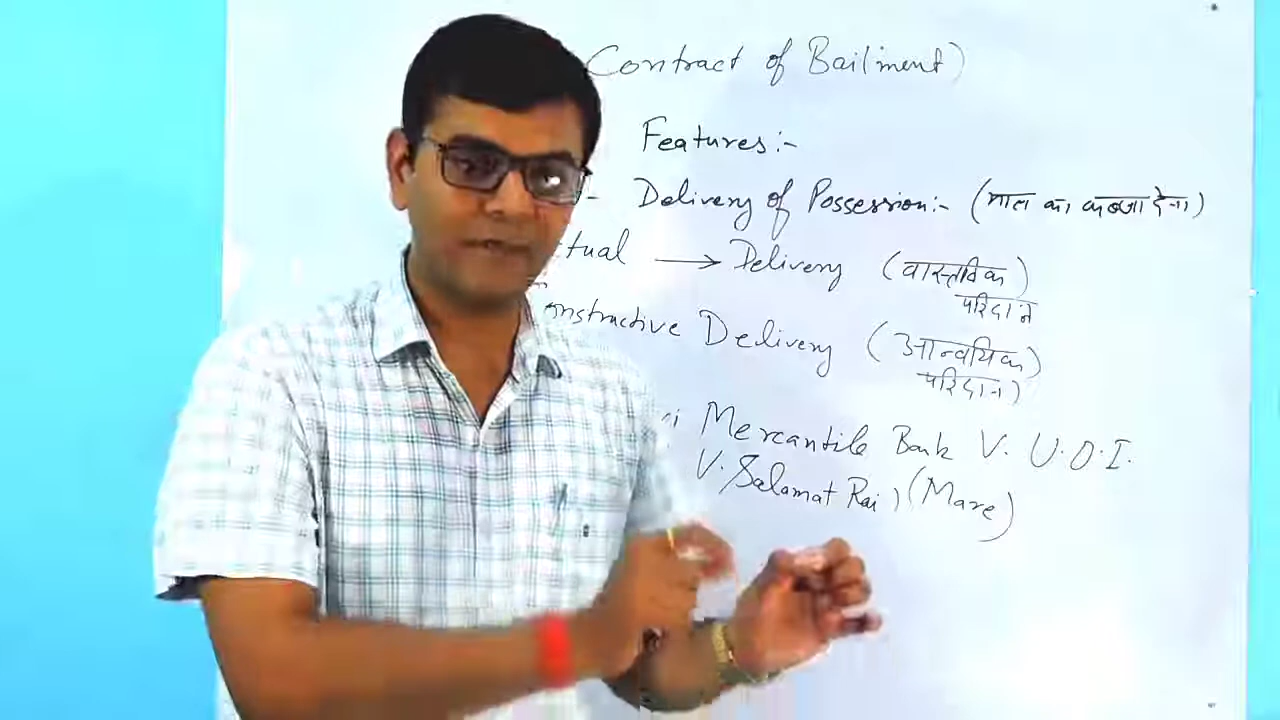 (Contract of Bailment)
Features:-
- Delivery of Possession:- (माल का कब्जा देना)
tual → Delivery (वास्तविक)
परिदान
onstructive Delivery (आन्वयिक)
परिदान)
i Mercantile Bank V. U.O.I.
V. Salamat Rai, (Mare)